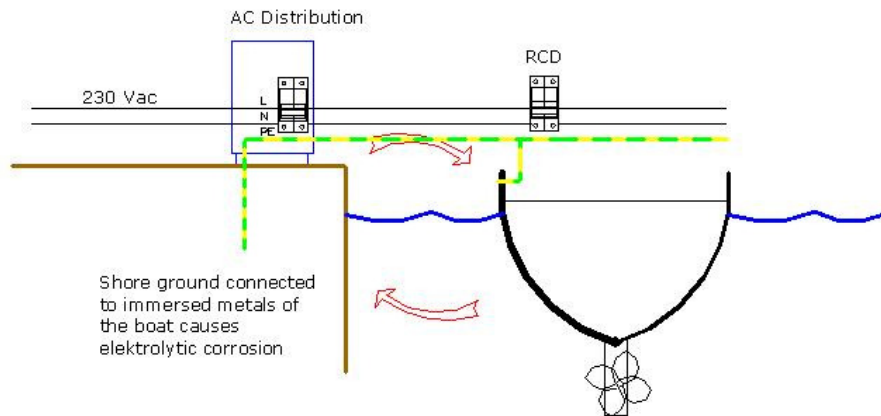 AC Distribution
RCD
230 Vac
L
N
PE
Shore ground connected
to immersed metals of
the boat causes
elektrolytic corrosion